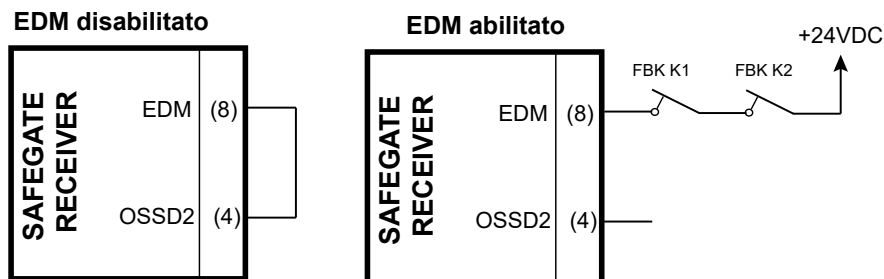 EDM disabilitato
SAFEGATE
RECEIVER
EDM (8)
OSSD2 (4)
EDM abilitato
SAFEGATE
RECEIVER
EDM (8)
OSSD2 (4)
FBK K1
FBK K2
+24VDC